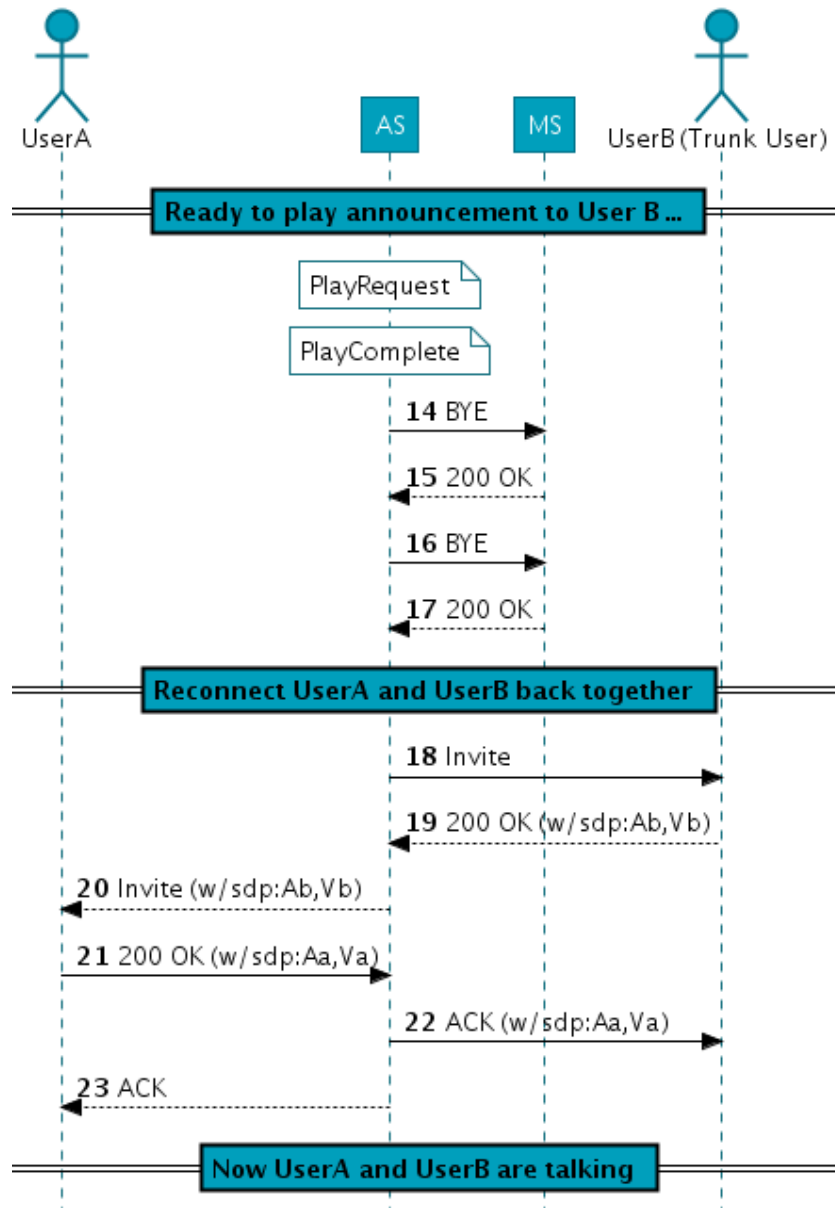 UserA
AS
MS
UserB (Trunk User)
Ready to play announcement to User B ...
PlayRequest
PlayComplete
14 BYE
15 200 OK
16 BYE
17 200 OK
Reconnect UserA and UserB back together
18 Invite
19 200 OK (w/sdp:Ab,Vb)
20 Invite (w/sdp:Ab,Vb)
21 200 OK (w/sdp:Aa,Va)
22 ACK (w/sdp:Aa,Va)
23 ACK
Now UserA and UserB are talking